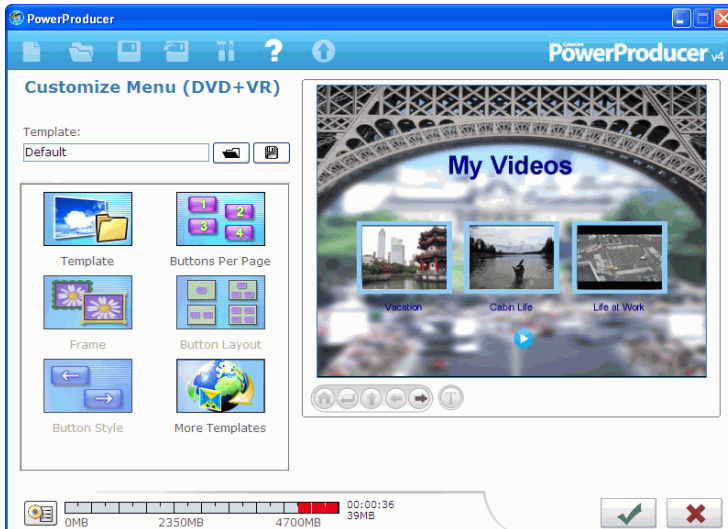 PowerProducer
CyberLink
PowerProducer v4
Customize Menu (DVD+VR)
Template:
Default
Template
Buttons Per Page
1
2
3
4
Frame
Button Layout
Button Style
More Templates
My Videos
Vacation
Cabin Life
Life at Work
T
00:00:36
39MB
0MB
2350MB
4700MB